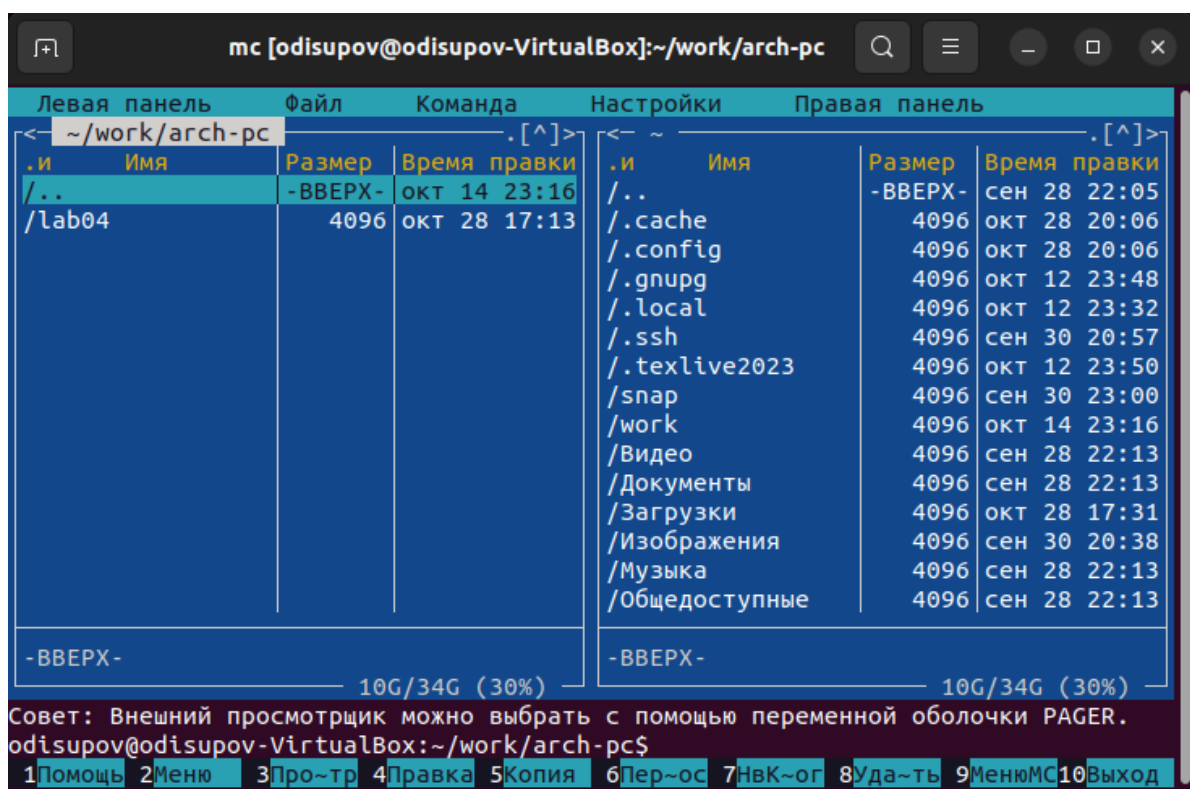 mc [odisupov@odisupov-VirtualBox]:~/work/arch-pc
Левая панель Файл Команда Настройки Правая панель
<— ~/work/arch-pc .[^]> <— ~ .[^]>
.и Имя Размер Время правки .и Имя Размер Время правки
/.. -ВВЕРХ- окт 14 23:16 /.. -ВВЕРХ- сен 28 22:05
/lab04 4096 окт 28 17:13 /.cache 4096 окт 28 20:06
/.config 4096 окт 28 20:06
/.gnupg 4096 окт 12 23:48
/.local 4096 окт 12 23:32
/.ssh 4096 сен 30 20:57
/.texlive2023 4096 окт 12 23:50
/snap 4096 сен 30 23:00
/work 4096 окт 14 23:16
/Видео 4096 сен 28 22:13
/Документы 4096 сен 28 22:13
/Загрузки 4096 окт 28 17:31
/Изображения 4096 сен 30 20:38
/Музыка 4096 сен 28 22:13
/Общедоступные 4096 сен 28 22:13
-ВВЕРХ- -ВВЕРХ-
10G/34G (30%) 10G/34G (30%)
Совет: Внешний просмотрщик можно выбрать с помощью переменной оболочки PAGER.
odisupov@odisupov-VirtualBox:~/work/arch-pc$
1Помощь 2Меню 3Про~тр 4Правка 5Копия 6Пер~ос 7НвК~ог 8Уда~ть 9МенюMC 10Выход